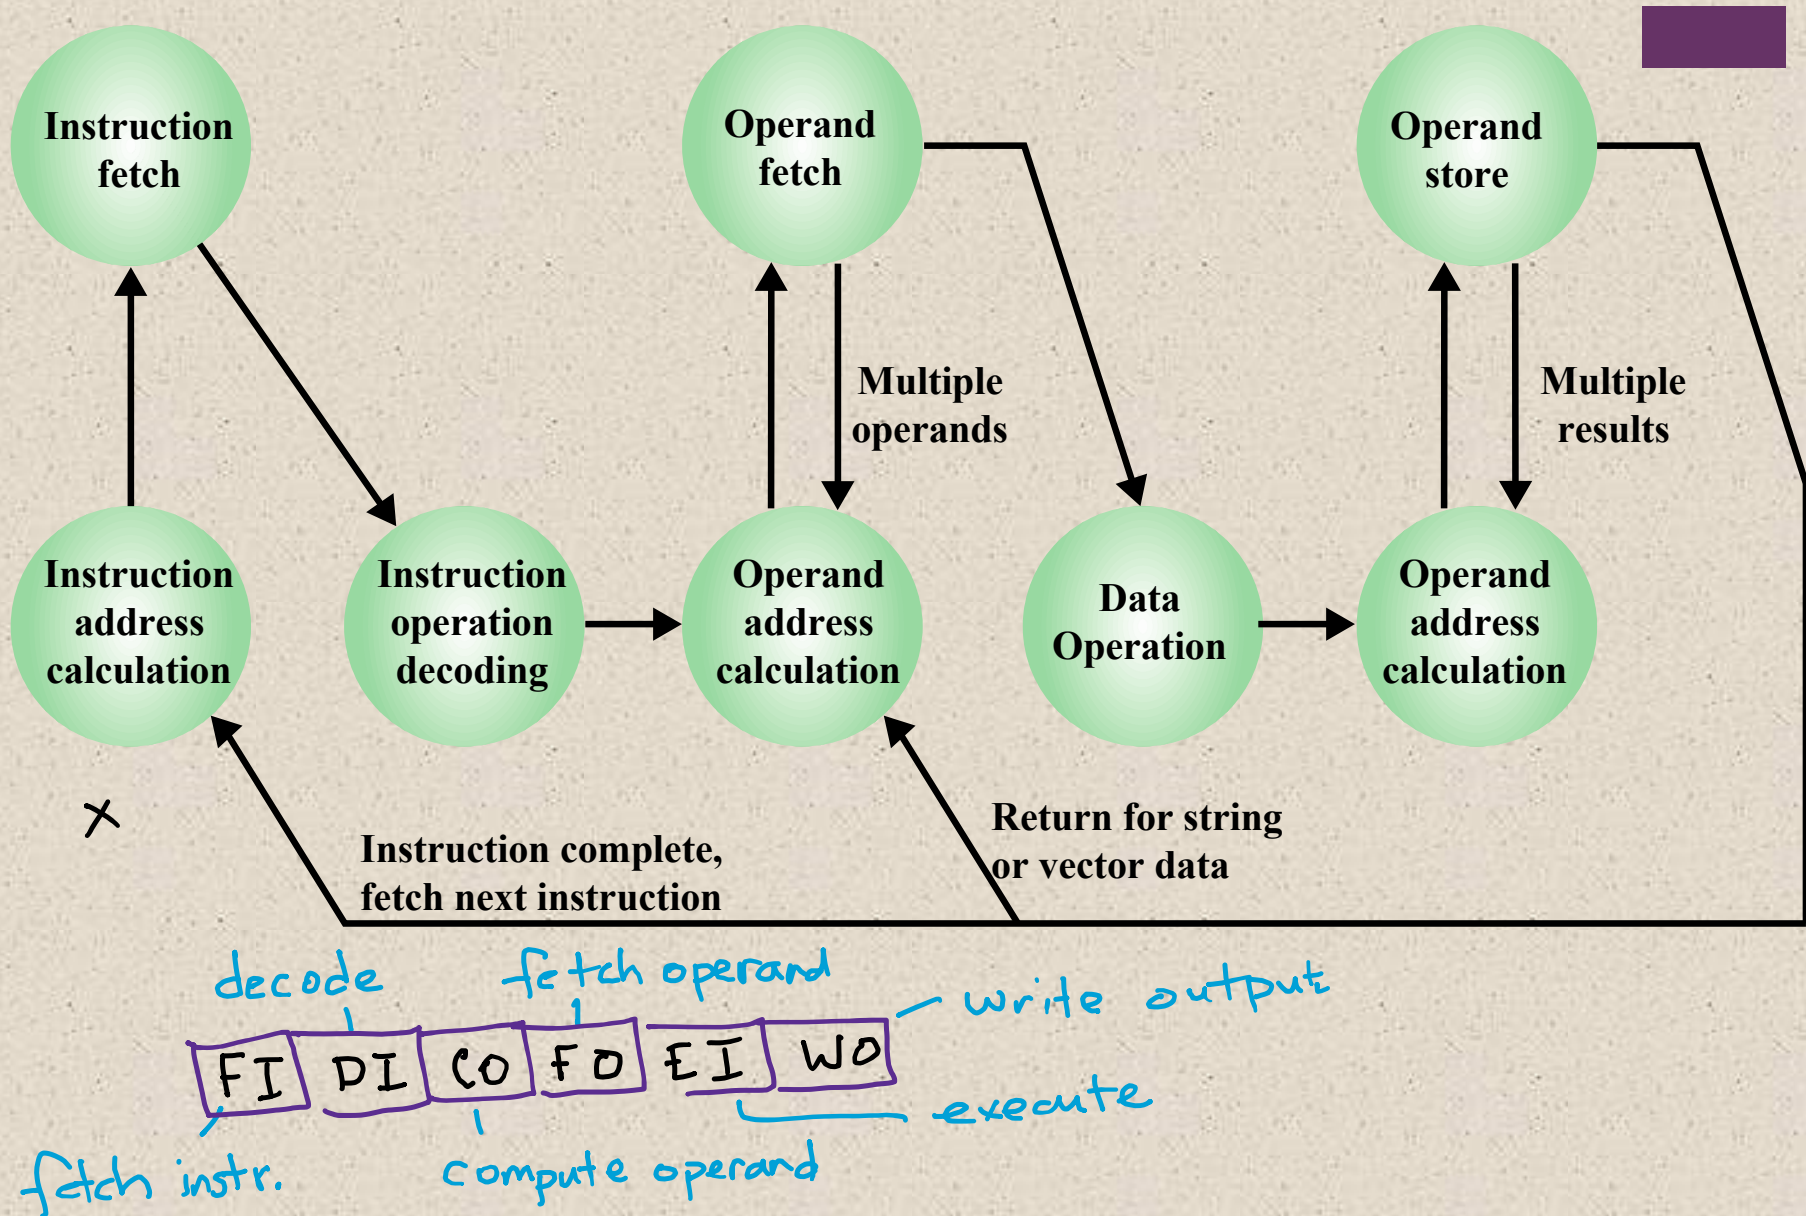 Instruction
fetch
Operand
fetch
Operand
store
Multiple
operands
Multiple
results
Instruction
address
calculation
Instruction
operation
decoding
Operand
address
calculation
Data
Operation
Operand
address
calculation
X
Instruction complete,
fetch next instruction
Return for string
or vector data
decode
fetch operand
write output
FI DI CO FO EI WO
execute
fetch instr.
compute operand